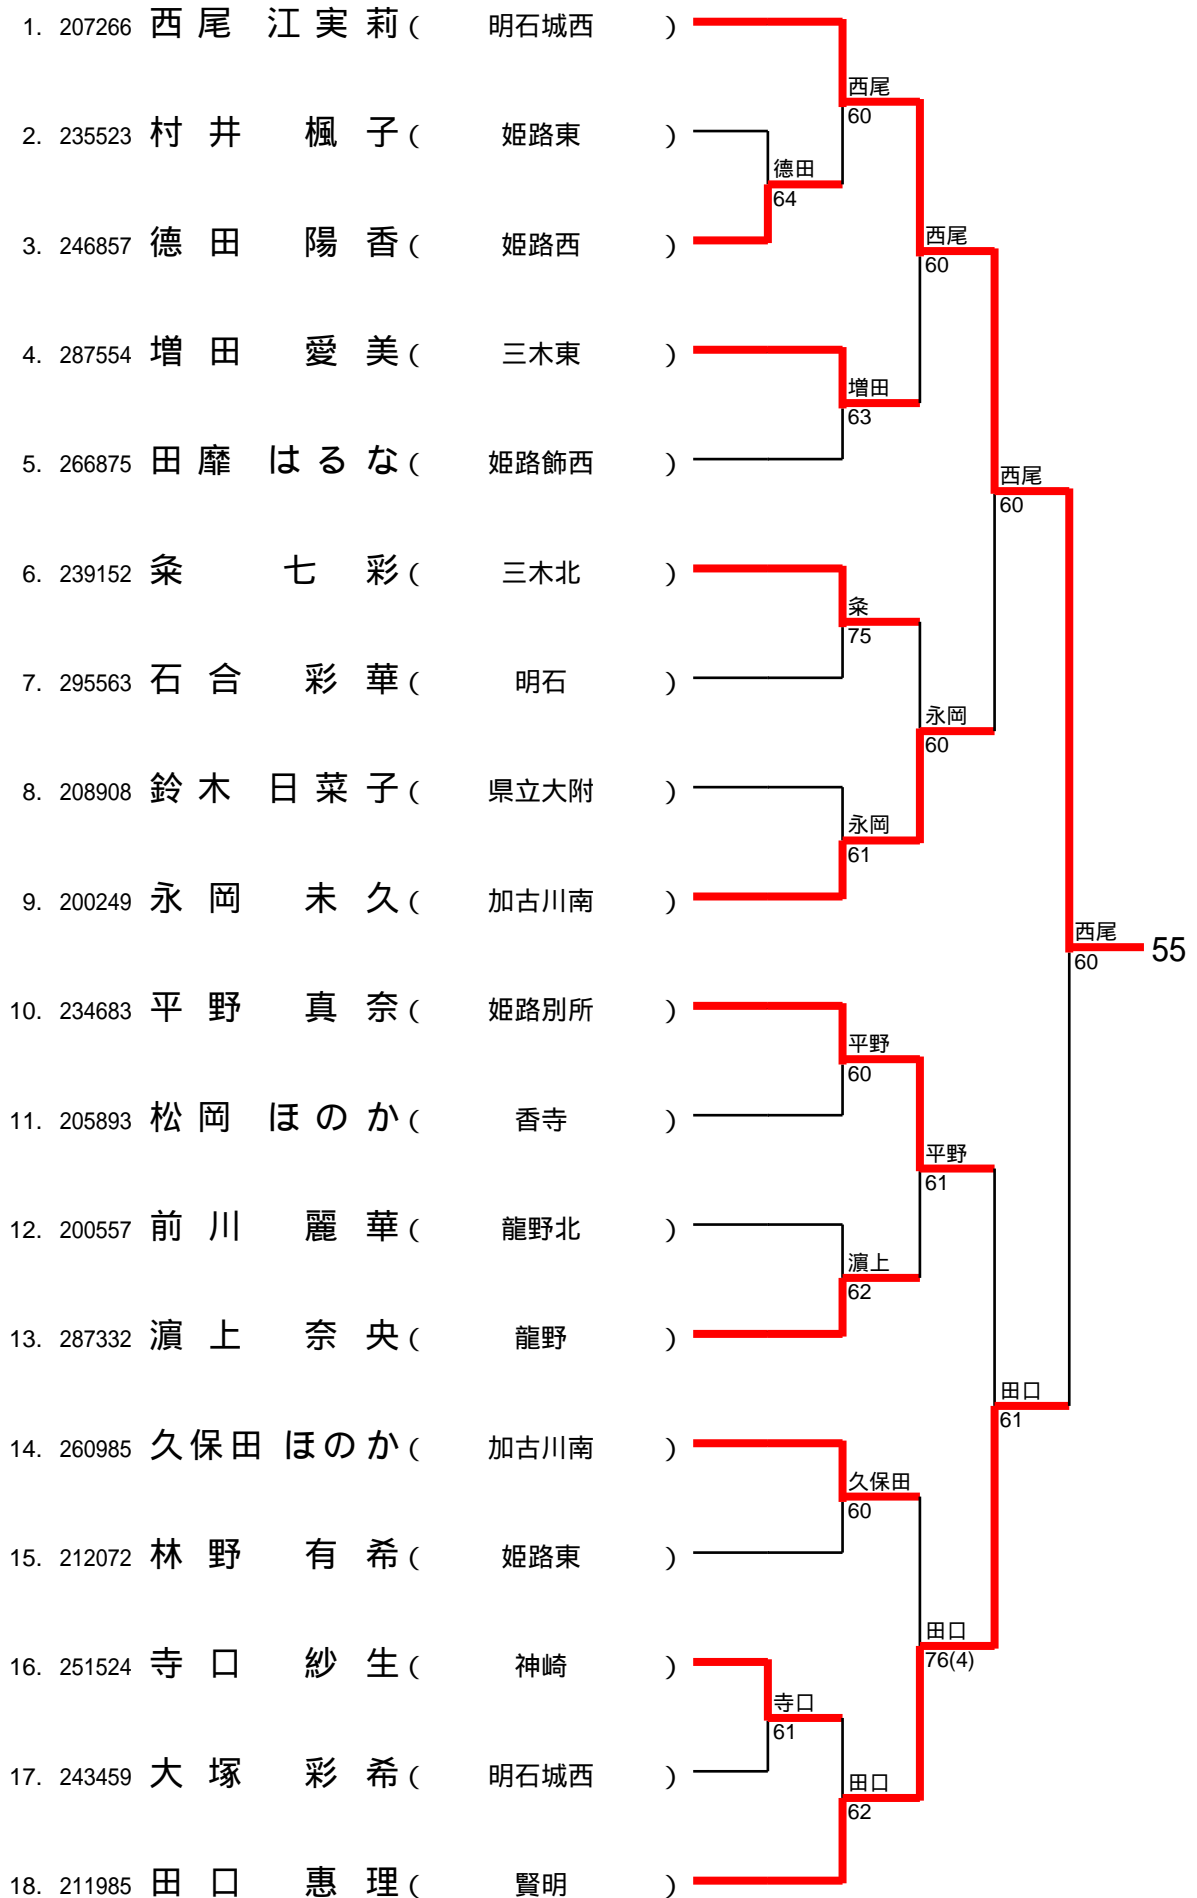 1. 207266 西尾 江実莉 ( 明石城西 )
西尾
60
2. 235523 村井 楓子 ( 姫路東 )
德田
64
3. 246857 德田 陽香 ( 姫路西 )
西尾
60
4. 287554 増田 愛美 ( 三木東 )
増田
63
5. 266875 田靡 はるな ( 姫路飾西 )
西尾
60
6. 239152 粂 七彩 ( 三木北 )
粂
75
7. 295563 石合 彩華 ( 明石 )
永岡
60
8. 208908 鈴木 日菜子 ( 県立大附 )
永岡
61
9. 200249 永岡 未久 ( 加古川南 )
西尾
60
55
10. 234683 平野 真奈 ( 姫路別所 )
平野
60
11. 205893 松岡 ほのか ( 香寺 )
平野
61
12. 200557 前川 麗華 ( 龍野北 )
濵上
62
13. 287332 濵上 奈央 ( 龍野 )
田口
61
14. 260985 久保田 ほのか ( 加古川南 )
久保田
60
15. 212072 林野 有希 ( 姫路東 )
田口
76(4)
16. 251524 寺口 紗生 ( 神崎 )
寺口
61
17. 243459 大塚 彩希 ( 明石城西 )
田口
62
18. 211985 田口 惠理 ( 賢明 )